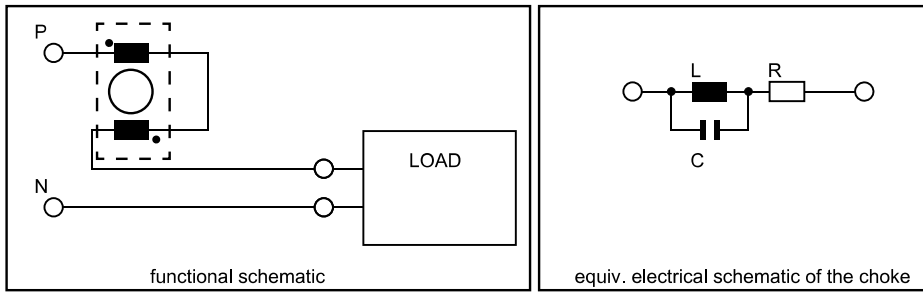 P
N
LOAD
functional schematic
L
R
C
equiv. electrical schematic of the choke